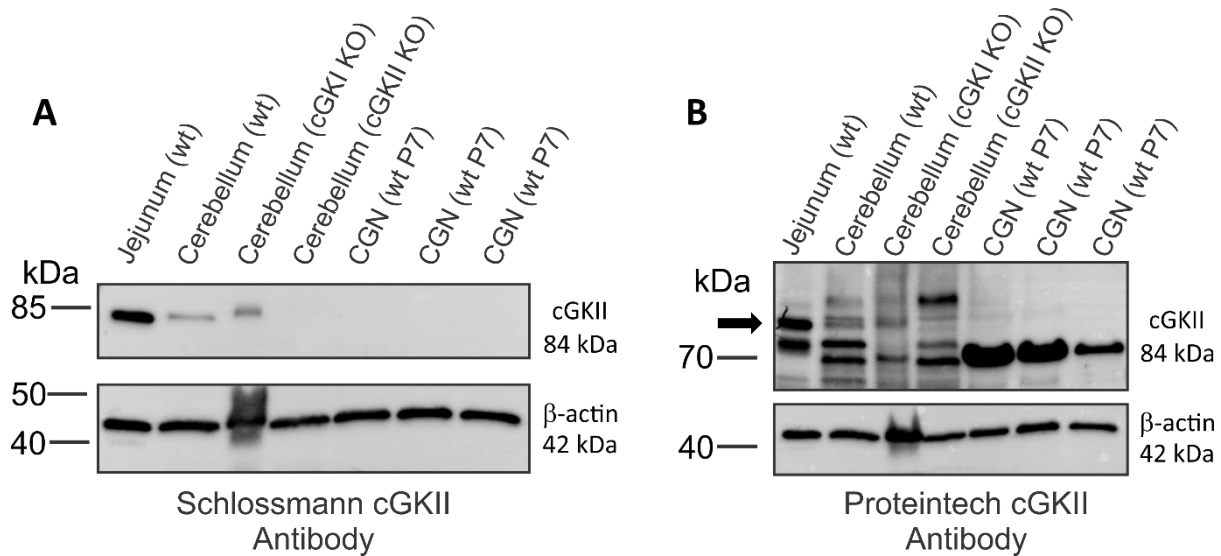 A
Jejunum (wt)
Cerebellum (wt)
Cerebellum (cGKI KO)
Cerebellum (cGKII KO)
CGN (wt P7)
CGN (wt P7)
CGN (wt P7)
kDa
85
cGKII
84 kDa
50
40
β-actin
42 kDa
Schlossmann cGKII
Antibody
B
Jejunum (wt)
Cerebellum (wt)
Cerebellum (cGKI KO)
Cerebellum (cGKII KO)
CGN (wt P7)
CGN (wt P7)
CGN (wt P7)
kDa
70
cGKII
84 kDa
40
β-actin
42 kDa
Proteintech cGKII
Antibody